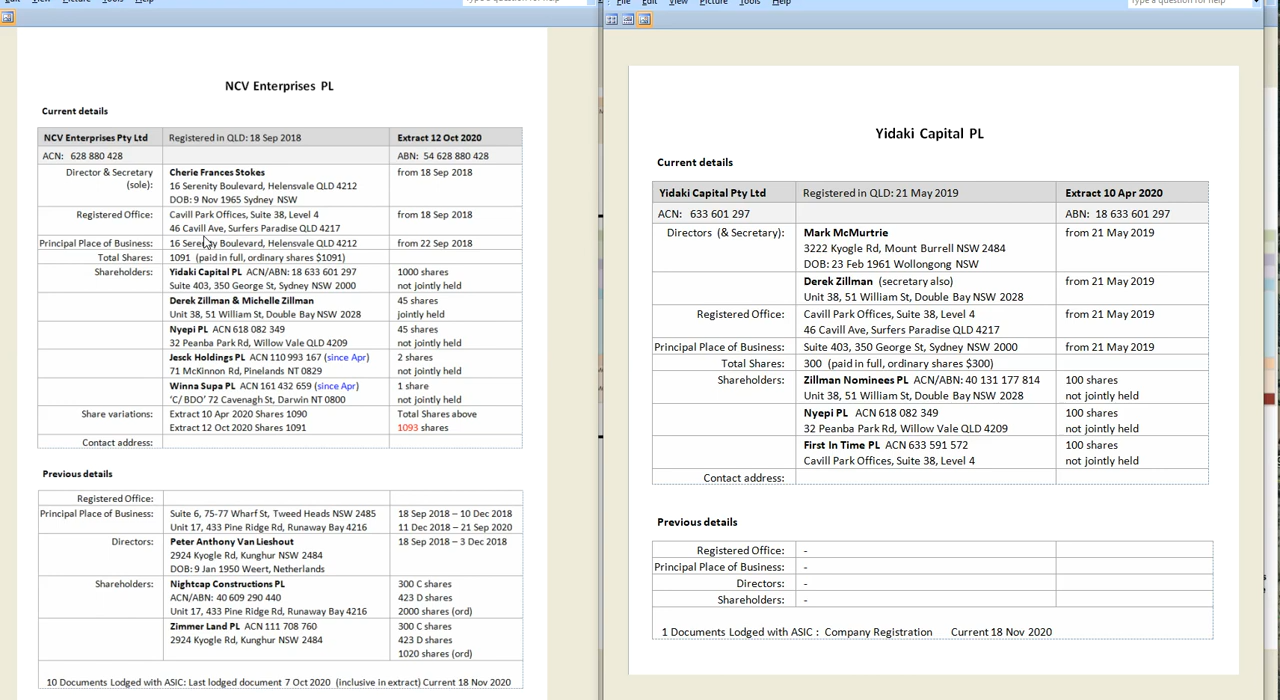 Edit View Picture Tools Help
Type a question for help
NCV Enterprises PL
Current details
NCV Enterprises Pty Ltd Registered in QLD: 18 Sep 2018 Extract 12 Oct 2020
ACN: 628 880 428 ABN: 54 628 880 428
Director & Secretary Cherie Frances Stokes from 18 Sep 2018
(sole): 16 Serenity Boulevard, Helensvale QLD 4212
DOB: 9 Nov 1965 Sydney NSW
Registered Office: Cavill Park Offices, Suite 38, Level 4 from 18 Sep 2018
46 Cavill Ave, Surfers Paradise QLD 4217
Principal Place of Business: 16 Serenity Boulevard, Helensvale QLD 4212 from 22 Sep 2018
Total Shares: 1091 (paid in full, ordinary shares $1091)
Shareholders: Yidaki Capital PL ACN/ABN: 18 633 601 297 1000 shares
Suite 403, 350 George St, Sydney NSW 2000 not jointly held
Derek Zillman & Michelle Zillman 45 shares
Unit 38, 51 William St, Double Bay NSW 2028 jointly held
Nyepi PL ACN 618 082 349 45 shares
32 Peanba Park Rd, Willow Vale QLD 4209 not jointly held
Jesck Holdings PL ACN 110 993 167 (since Apr) 2 shares
71 McKinnon Rd, Pinelands NT 0829 not jointly held
Winna Supa PL ACN 161 432 659 (since Apr) 1 share
‘C/ BDO’ 72 Cavenagh St, Darwin NT 0800 not jointly held
Share variations: Extract 10 Apr 2020 Shares 1090 Total Shares above
Extract 12 Oct 2020 Shares 1091 1093 shares
Contact address:
Previous details
Registered Office:
Principal Place of Business: Suite 6, 75-77 Wharf St, Tweed Heads NSW 2485 18 Sep 2018 – 10 Dec 2018
Unit 17, 433 Pine Ridge Rd, Runaway Bay 4216 11 Dec 2018 – 21 Sep 2020
Directors: Peter Anthony Van Lieshout 18 Sep 2018 – 3 Dec 2018
2924 Kyogle Rd, Kunghur NSW 2484
DOB: 9 Jan 1950 Weert, Netherlands
Shareholders: Nightcap Constructions PL 300 C shares
ACN/ABN: 40 609 290 440 423 D shares
Unit 17, 433 Pine Ridge Rd, Runaway Bay 4216 2000 shares (ord)
Zimmer Land PL ACN 111 708 760 300 C shares
2924 Kyogle Rd, Kunghur NSW 2484 423 D shares
1020 shares (ord)
10 Documents Lodged with ASIC: Last lodged document 7 Oct 2020 (inclusive in extract) Current 18 Nov 2020
File Edit View Picture Tools Help
Type a question for help
Yidaki Capital PL
Current details
Yidaki Capital Pty Ltd Registered in QLD: 21 May 2019 Extract 10 Apr 2020
ACN: 633 601 297 ABN: 18 633 601 297
Directors (& Secretary): Mark McMurtrie from 21 May 2019
3222 Kyogle Rd, Mount Burrell NSW 2484
DOB: 23 Feb 1961 Wollongong NSW
Derek Zillman (secretary also) from 21 May 2019
Unit 38, 51 William St, Double Bay NSW 2028
Registered Office: Cavill Park Offices, Suite 38, Level 4 from 21 May 2019
46 Cavill Ave, Surfers Paradise QLD 4217
Principal Place of Business: Suite 403, 350 George St, Sydney NSW 2000 from 21 May 2019
Total Shares: 300 (paid in full, ordinary shares $300)
Shareholders: Zillman Nominees PL ACN/ABN: 40 131 177 814 100 shares
Unit 38, 51 William St, Double Bay NSW 2028 not jointly held
Nyepi PL ACN 618 082 349 100 shares
32 Peanba Park Rd, Willow Vale QLD 4209 not jointly held
First In Time PL ACN 633 591 572 100 shares
Cavill Park Offices, Suite 38, Level 4 not jointly held
Contact address:
Previous details
Registered Office: -
Principal Place of Business: -
Directors: -
Shareholders: -
1 Documents Lodged with ASIC : Company Registration Current 18 Nov 2020